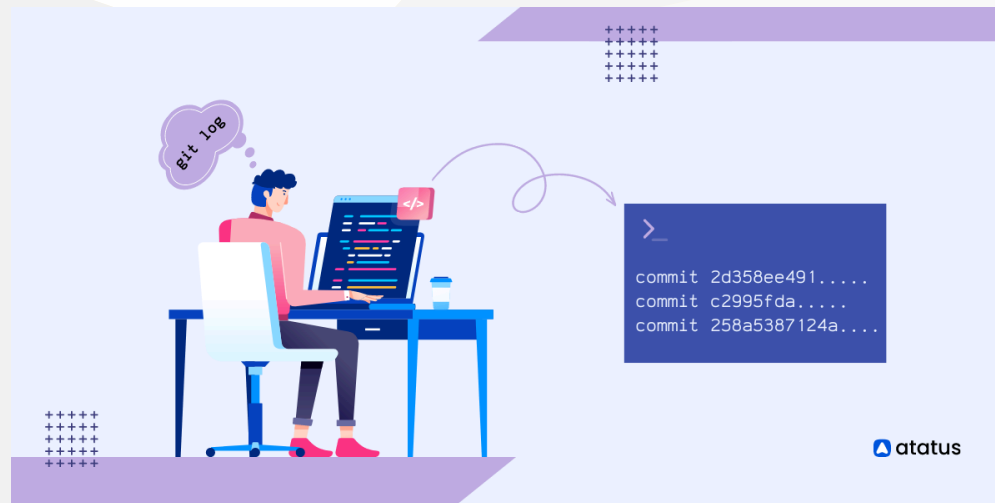 git log
</>
>_
commit 2d358ee491.....
commit c2995fda.....
commit 258a5387124a....
atatus